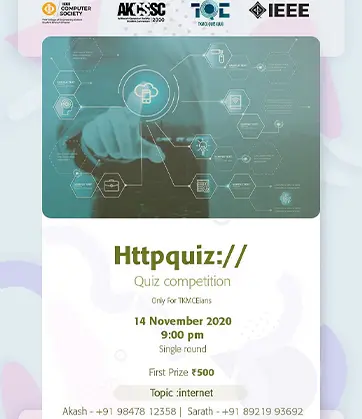 IEEE
COMPUTER
SOCIETY
AKCSSC
2020
IEEE
Httpquiz://
Quiz competition
Only For TKMCEians
14 November 2020
9:00 pm
Single round
First Prize ₹500
Topic :internet
Akash - +91 98478 12358 | Sarath - +91 89219 93692